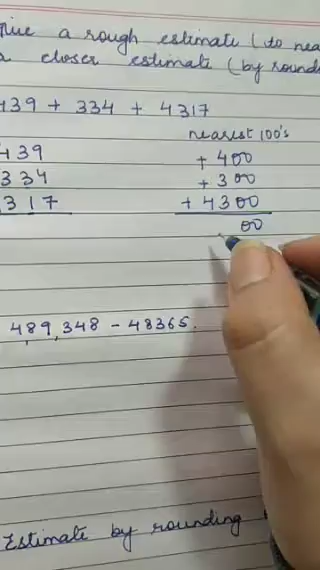 a rough estimate (to nea
a closer estimate (by round
439 + 334 + 4317
nearest 100's
439
+ 400
334
+ 300
317
+ 4300
00
489,348 - 48365.
Estimate by rounding